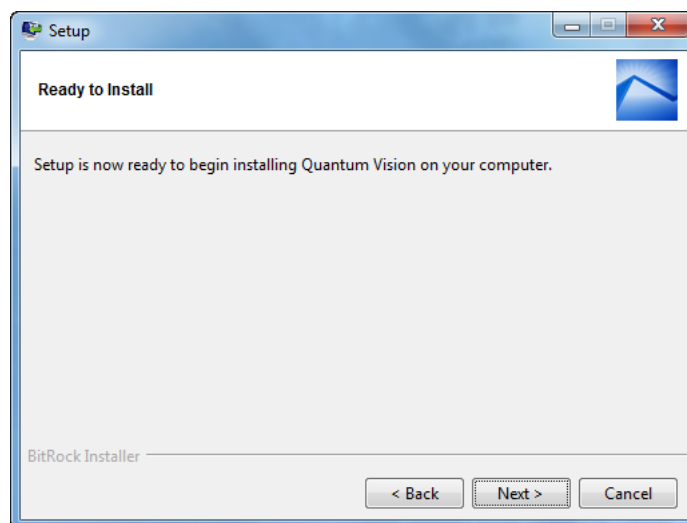 Setup
Ready to Install
Setup is now ready to begin installing Quantum Vision on your computer.
BitRock Installer
< Back Next > Cancel